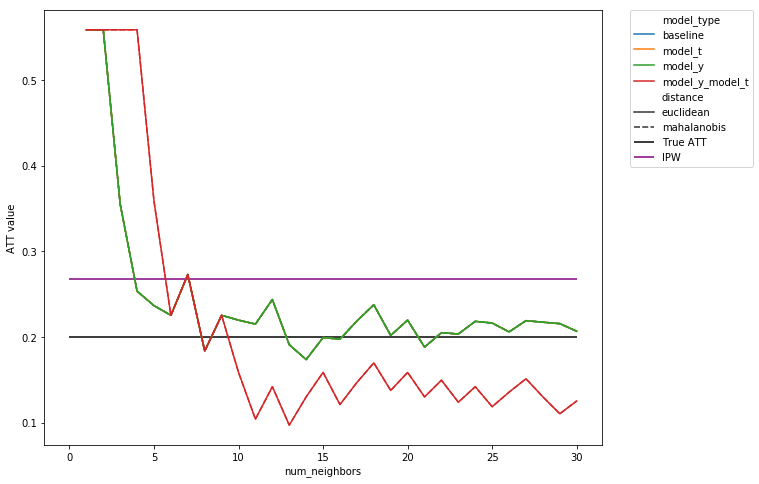 model_type
baseline
model_t
model_y
model_y_model_t
distance
euclidean
mahalanobis
True ATT
IPW
ATT value
0.5
0.4
0.3
0.2
0.1
0 5 10 15 20 25 30
num_neighbors